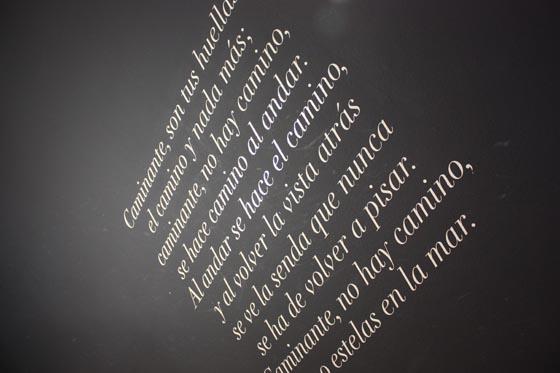 Caminante, son tus huellas
el camino y nada más;
caminante, no hay camino,
se hace camino al andar.
Al andar se hace el camino,
y al volver la vista atrás
se ve la senda que nunca
se ha de volver a pisar.
Caminante, no hay camino,
o estelas en la mar.